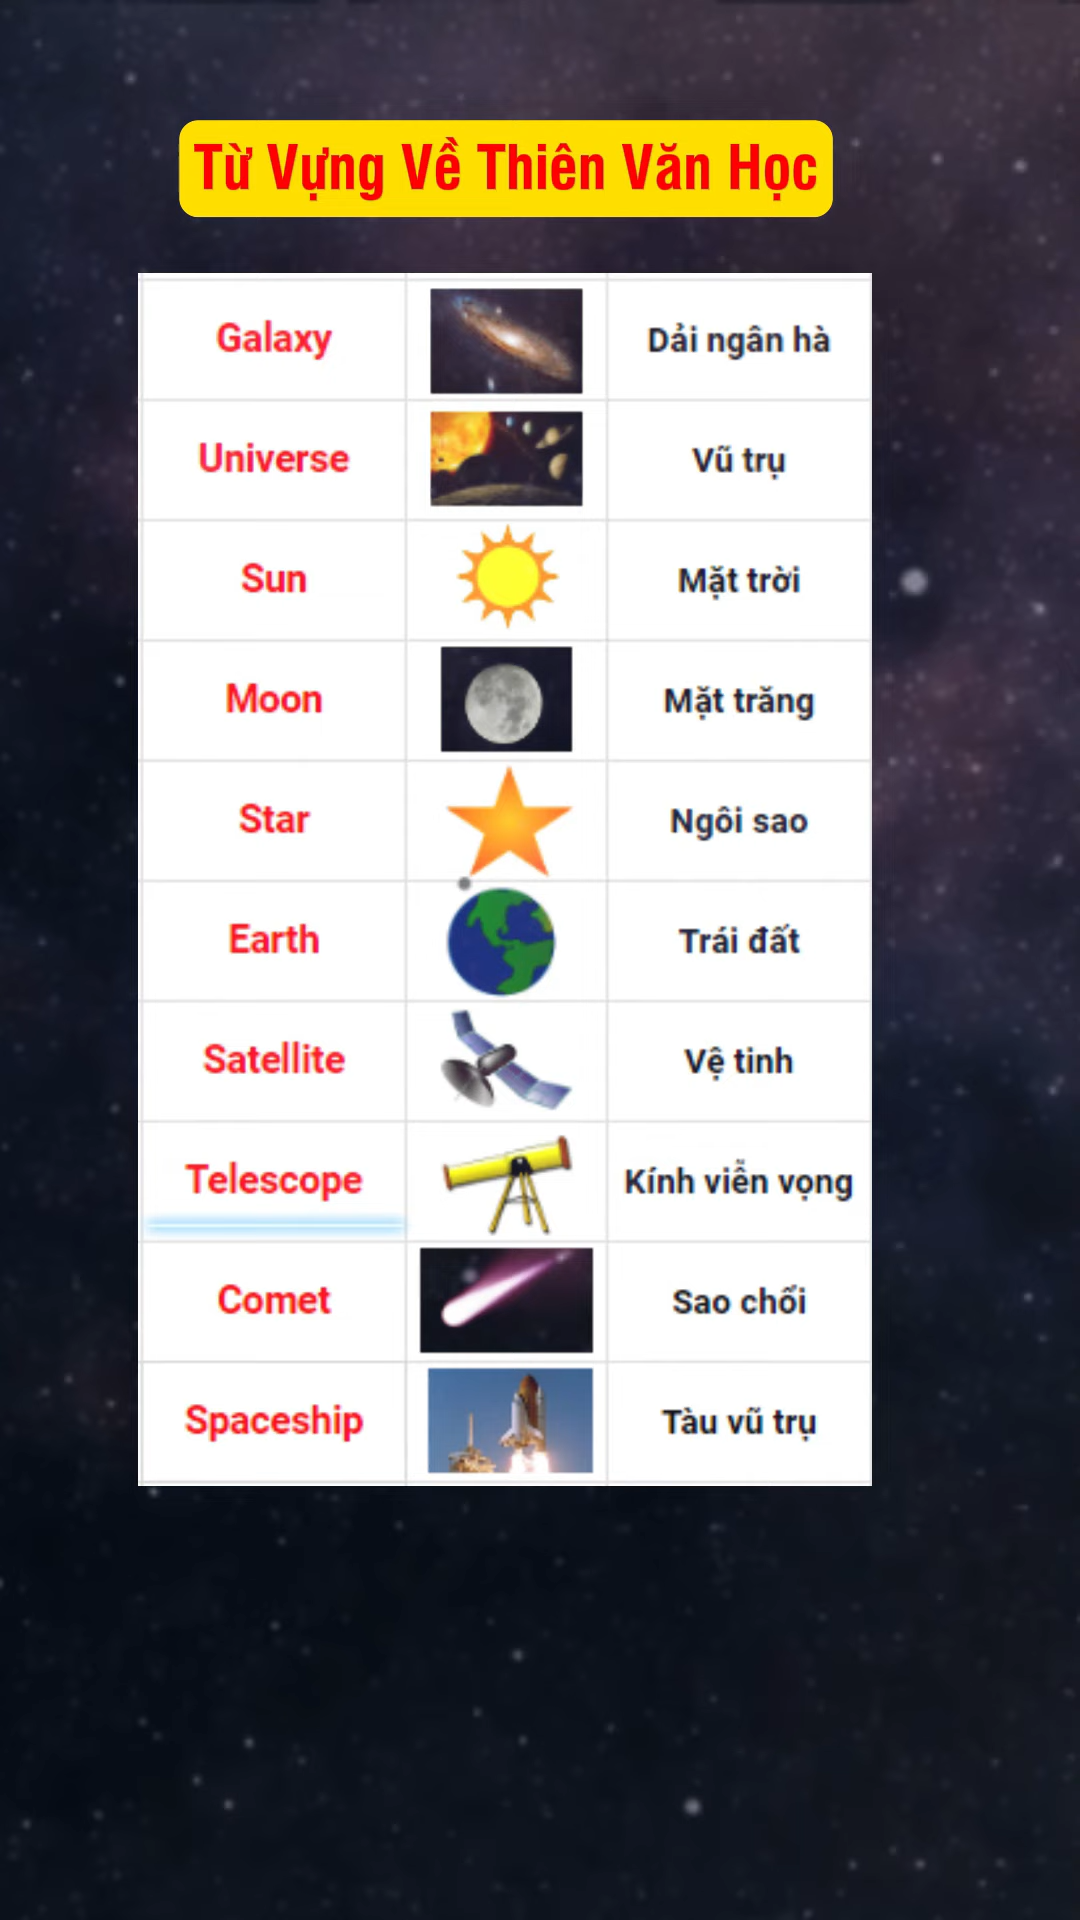 Từ Vựng Về Thiên Văn Học
Galaxy Dải ngân hà
Universe Vũ trụ
Sun Mặt trời
Moon Mặt trăng
Star Ngôi sao
Earth Trái đất
Satellite Vệ tinh
Telescope Kính viễn vọng
Comet Sao chổi
Spaceship Tàu vũ trụ